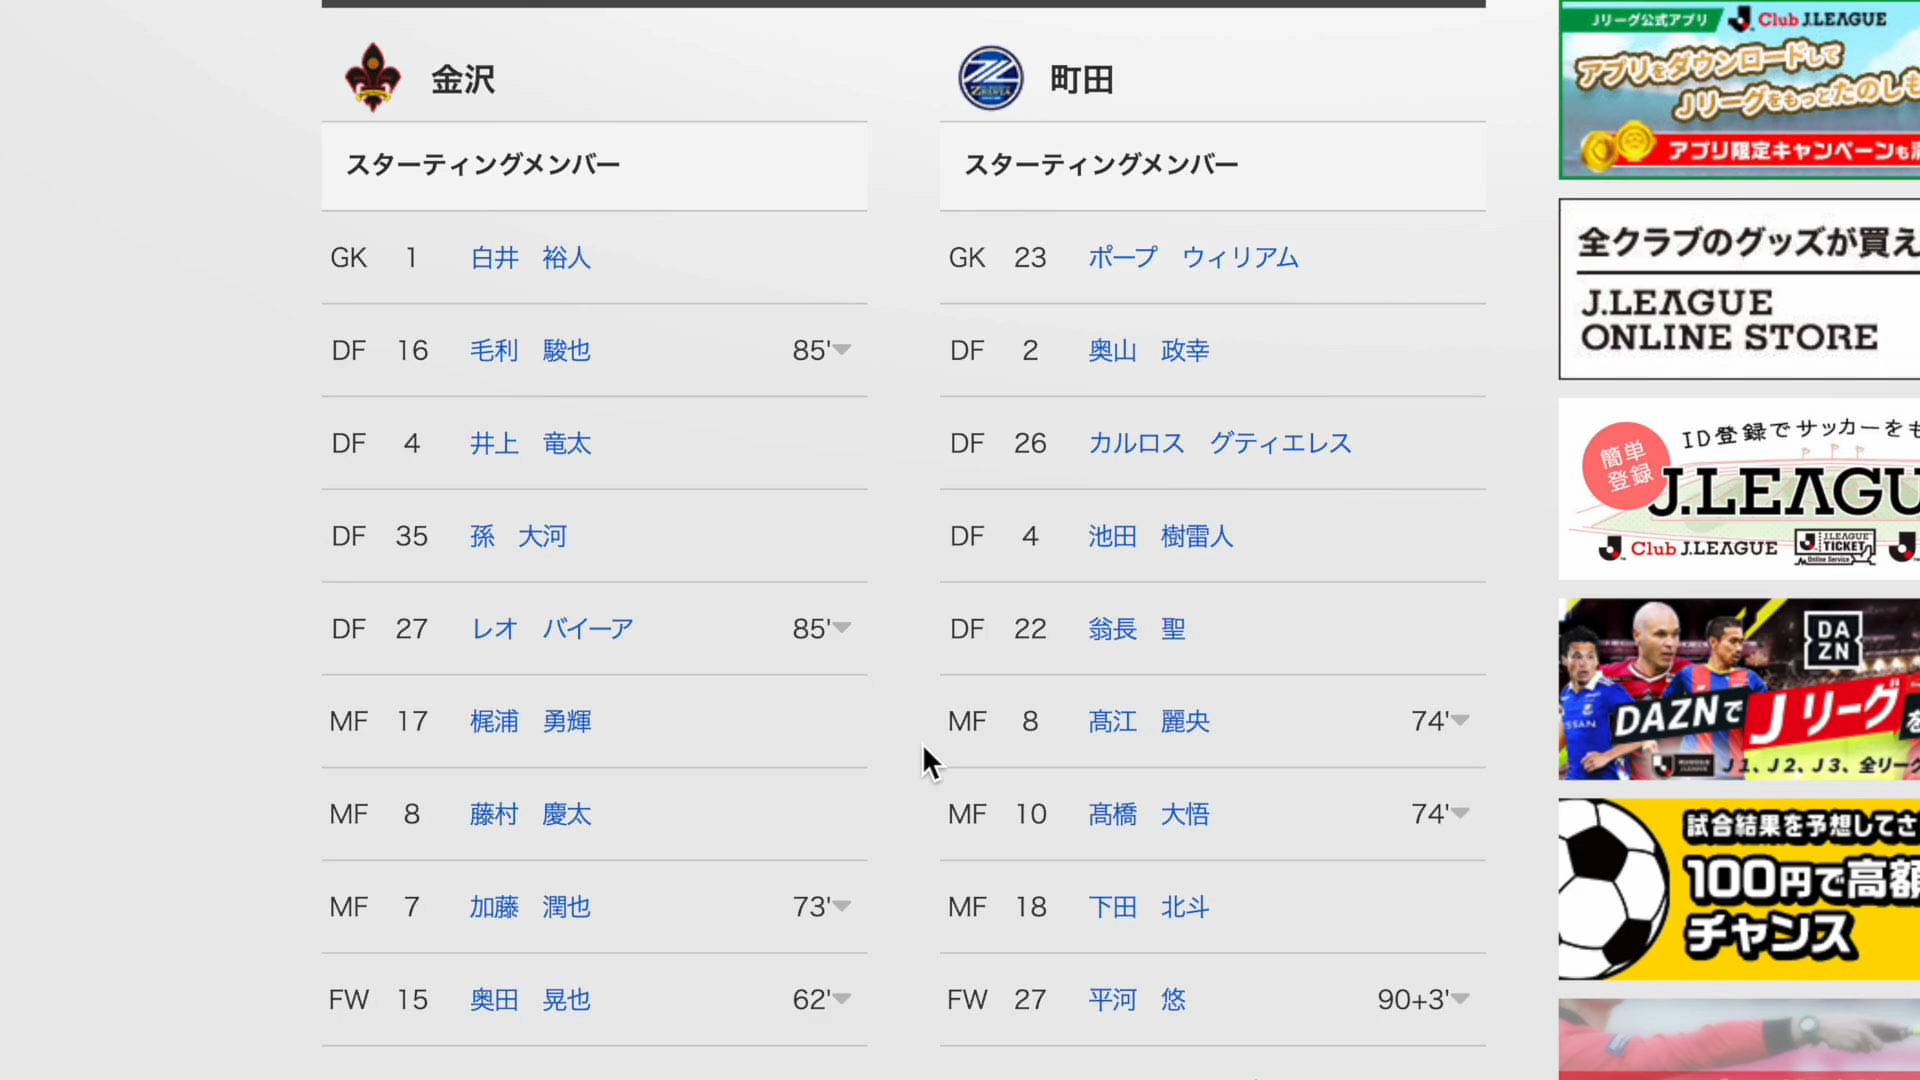 金沢
スターティングメンバー
GK 1 白井 裕人
DF 16 毛利 駿也 85'
DF 4 井上 竜太
DF 35 孫 大河
DF 27 レオ バイーア 85'
MF 17 梶浦 勇輝
MF 8 藤村 慶太
MF 7 加藤 潤也 73'
FW 15 奥田 晃也 62'
町田
スターティングメンバー
GK 23 ポープ ウィリアム
DF 2 奥山 政幸
DF 26 カルロス グティエレス
DF 4 池田 樹雷人
DF 22 翁長 聖
MF 8 髙江 麗央 74'
MF 10 髙橋 大悟 74'
MF 18 下田 北斗
FW 27 平河 悠 90+3'
Jリーグ公式アプリ Club J.LEAGUE
アプリをダウンロードして
Jリーグをもっとたのしも
アプリ限定キャンペーンも
全クラブのグッズが買え
J.LEAGUE
ONLINE STORE
簡単
登録
ID登録でサッカーをも
J.LEAGU
Club J.LEAGUE
J.LEAGUE
TICKET
Online Service
DA
ZN
DAZNで
Jリーグを
J1、J2、J3、全リーグ
試合結果を予想してさ
100円で高額
チャンス